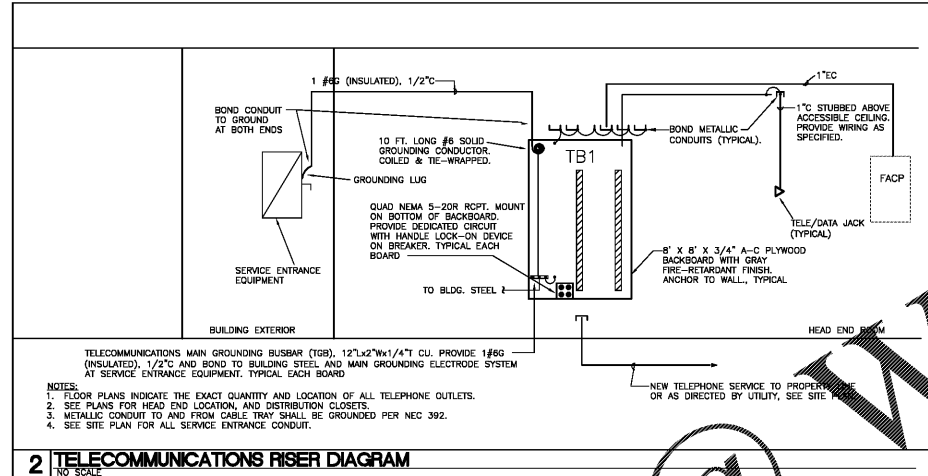 1 #6G (INSULATED), 1/2"C
1"EC
BOND CONDUIT
TO GROUND
AT BOTH ENDS
10 FT. LONG #6 SOLID
GROUNDING CONDUCTOR.
COILED & TIE-WRAPPED.
TB1
BOND METALLIC
CONDUITS (TYPICAL).
1"C STUBBED ABOVE
ACCESSIBLE CEILING.
PROVIDE WIRING AS
SPECIFIED.
FACP
GROUNDING LUG
QUAD NEMA 5-20R RCPT. MOUNT
ON BOTTOM OF BACKBOARD.
PROVIDE DEDICATED CIRCUIT
WITH HANDLE LOCK-ON DEVICE
ON BREAKER. TYPICAL EACH
BOARD
TELE/DATA JACK
(TYPICAL)
8' X 8' X 3/4" A-C PLYWOOD
BACKBOARD WITH GRAY
FIRE-RETARDANT FINISH.
ANCHOR TO WALL., TYPICAL
SERVICE ENTRANCE
EQUIPMENT
TO BLDG. STEEL
BUILDING EXTERIOR
HEAD END ROOM
TELECOMMUNICATIONS MAIN GROUNDING BUSBAR (TGB), 12"Lx2"Wx1/4"T CU. PROVIDE 1#6G
(INSULATED), 1/2"C AND BOND TO BUILDING STEEL AND MAIN GROUNDING ELECTRODE SYSTEM
AT SERVICE ENTRANCE EQUIPMENT. TYPICAL EACH BOARD
NEW TELEPHONE SERVICE TO PROPERTY LINE
OR AS DIRECTED BY UTILITY, SEE SITE PLAN.
NOTES:
1. FLOOR PLANS INDICATE THE EXACT QUANTITY AND LOCATION OF ALL TELEPHONE OUTLETS.
2. SEE PLANS FOR HEAD END LOCATION, AND DISTRIBUTION CLOSETS.
3. METALLIC CONDUIT TO AND FROM CABLE TRAY SHALL BE GROUNDED PER NEC 392.
4. SEE SITE PLAN FOR ALL SERVICE ENTRANCE CONDUIT.
2 TELECOMMUNICATIONS RISER DIAGRAM
NO SCALE